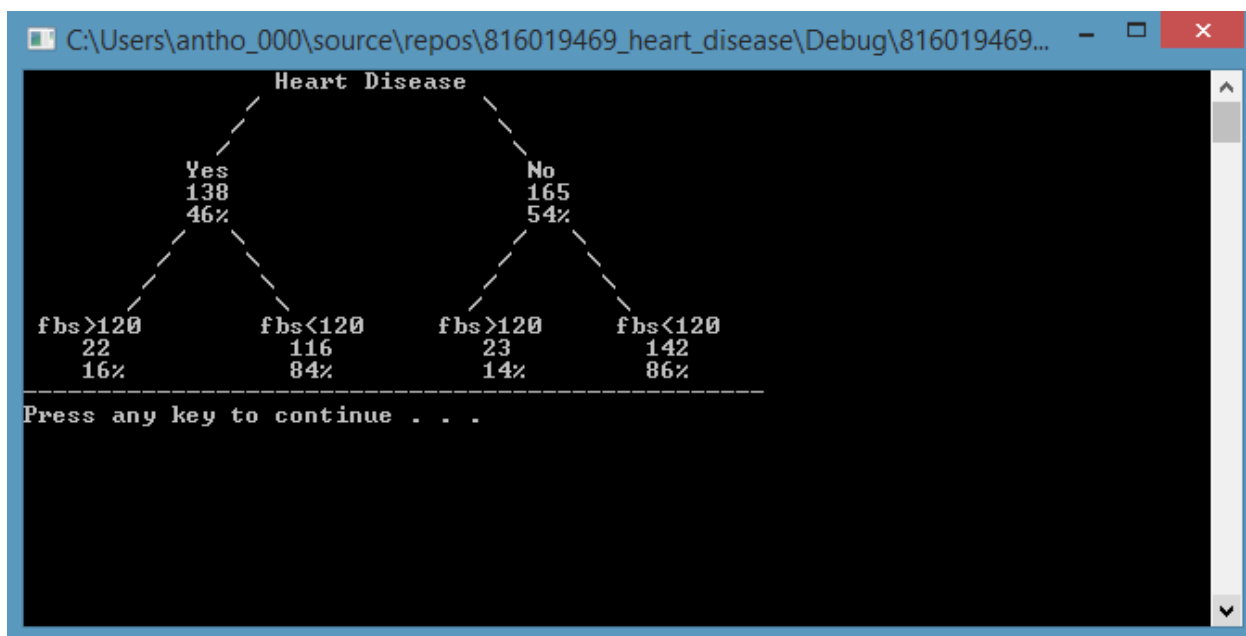 C:\Users\antho_000\source\repos\816019469_heart_disease\Debug\816019469...
Heart Disease
Yes No
138 165
46% 54%
fbs>120 fbs<120 fbs>120 fbs<120
22 116 23 142
16% 84% 14% 86%
Press any key to continue . . .